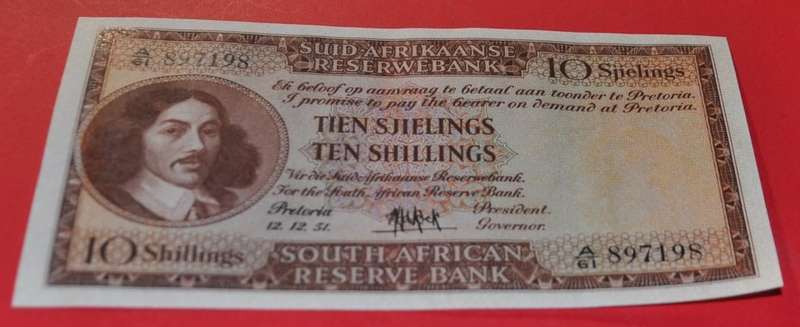 SUID-AFRIKAANSE
RESERWEBANK
A/61 897198
10 Spelings
Ek beloof op aanvraag te betaal aan toonder te Pretoria.
I promise to pay the bearer on demand at Pretoria.
TIEN SJIELINGS
TEN SHILLINGS
Vir die Suid Afrikaanse Reserwebank.
For the South African Reserve Bank.
Pretoria
President.
12.12.51.
Governor.
10 Shillings
SOUTH AFRICAN
RESERVE BANK
A/61 897198